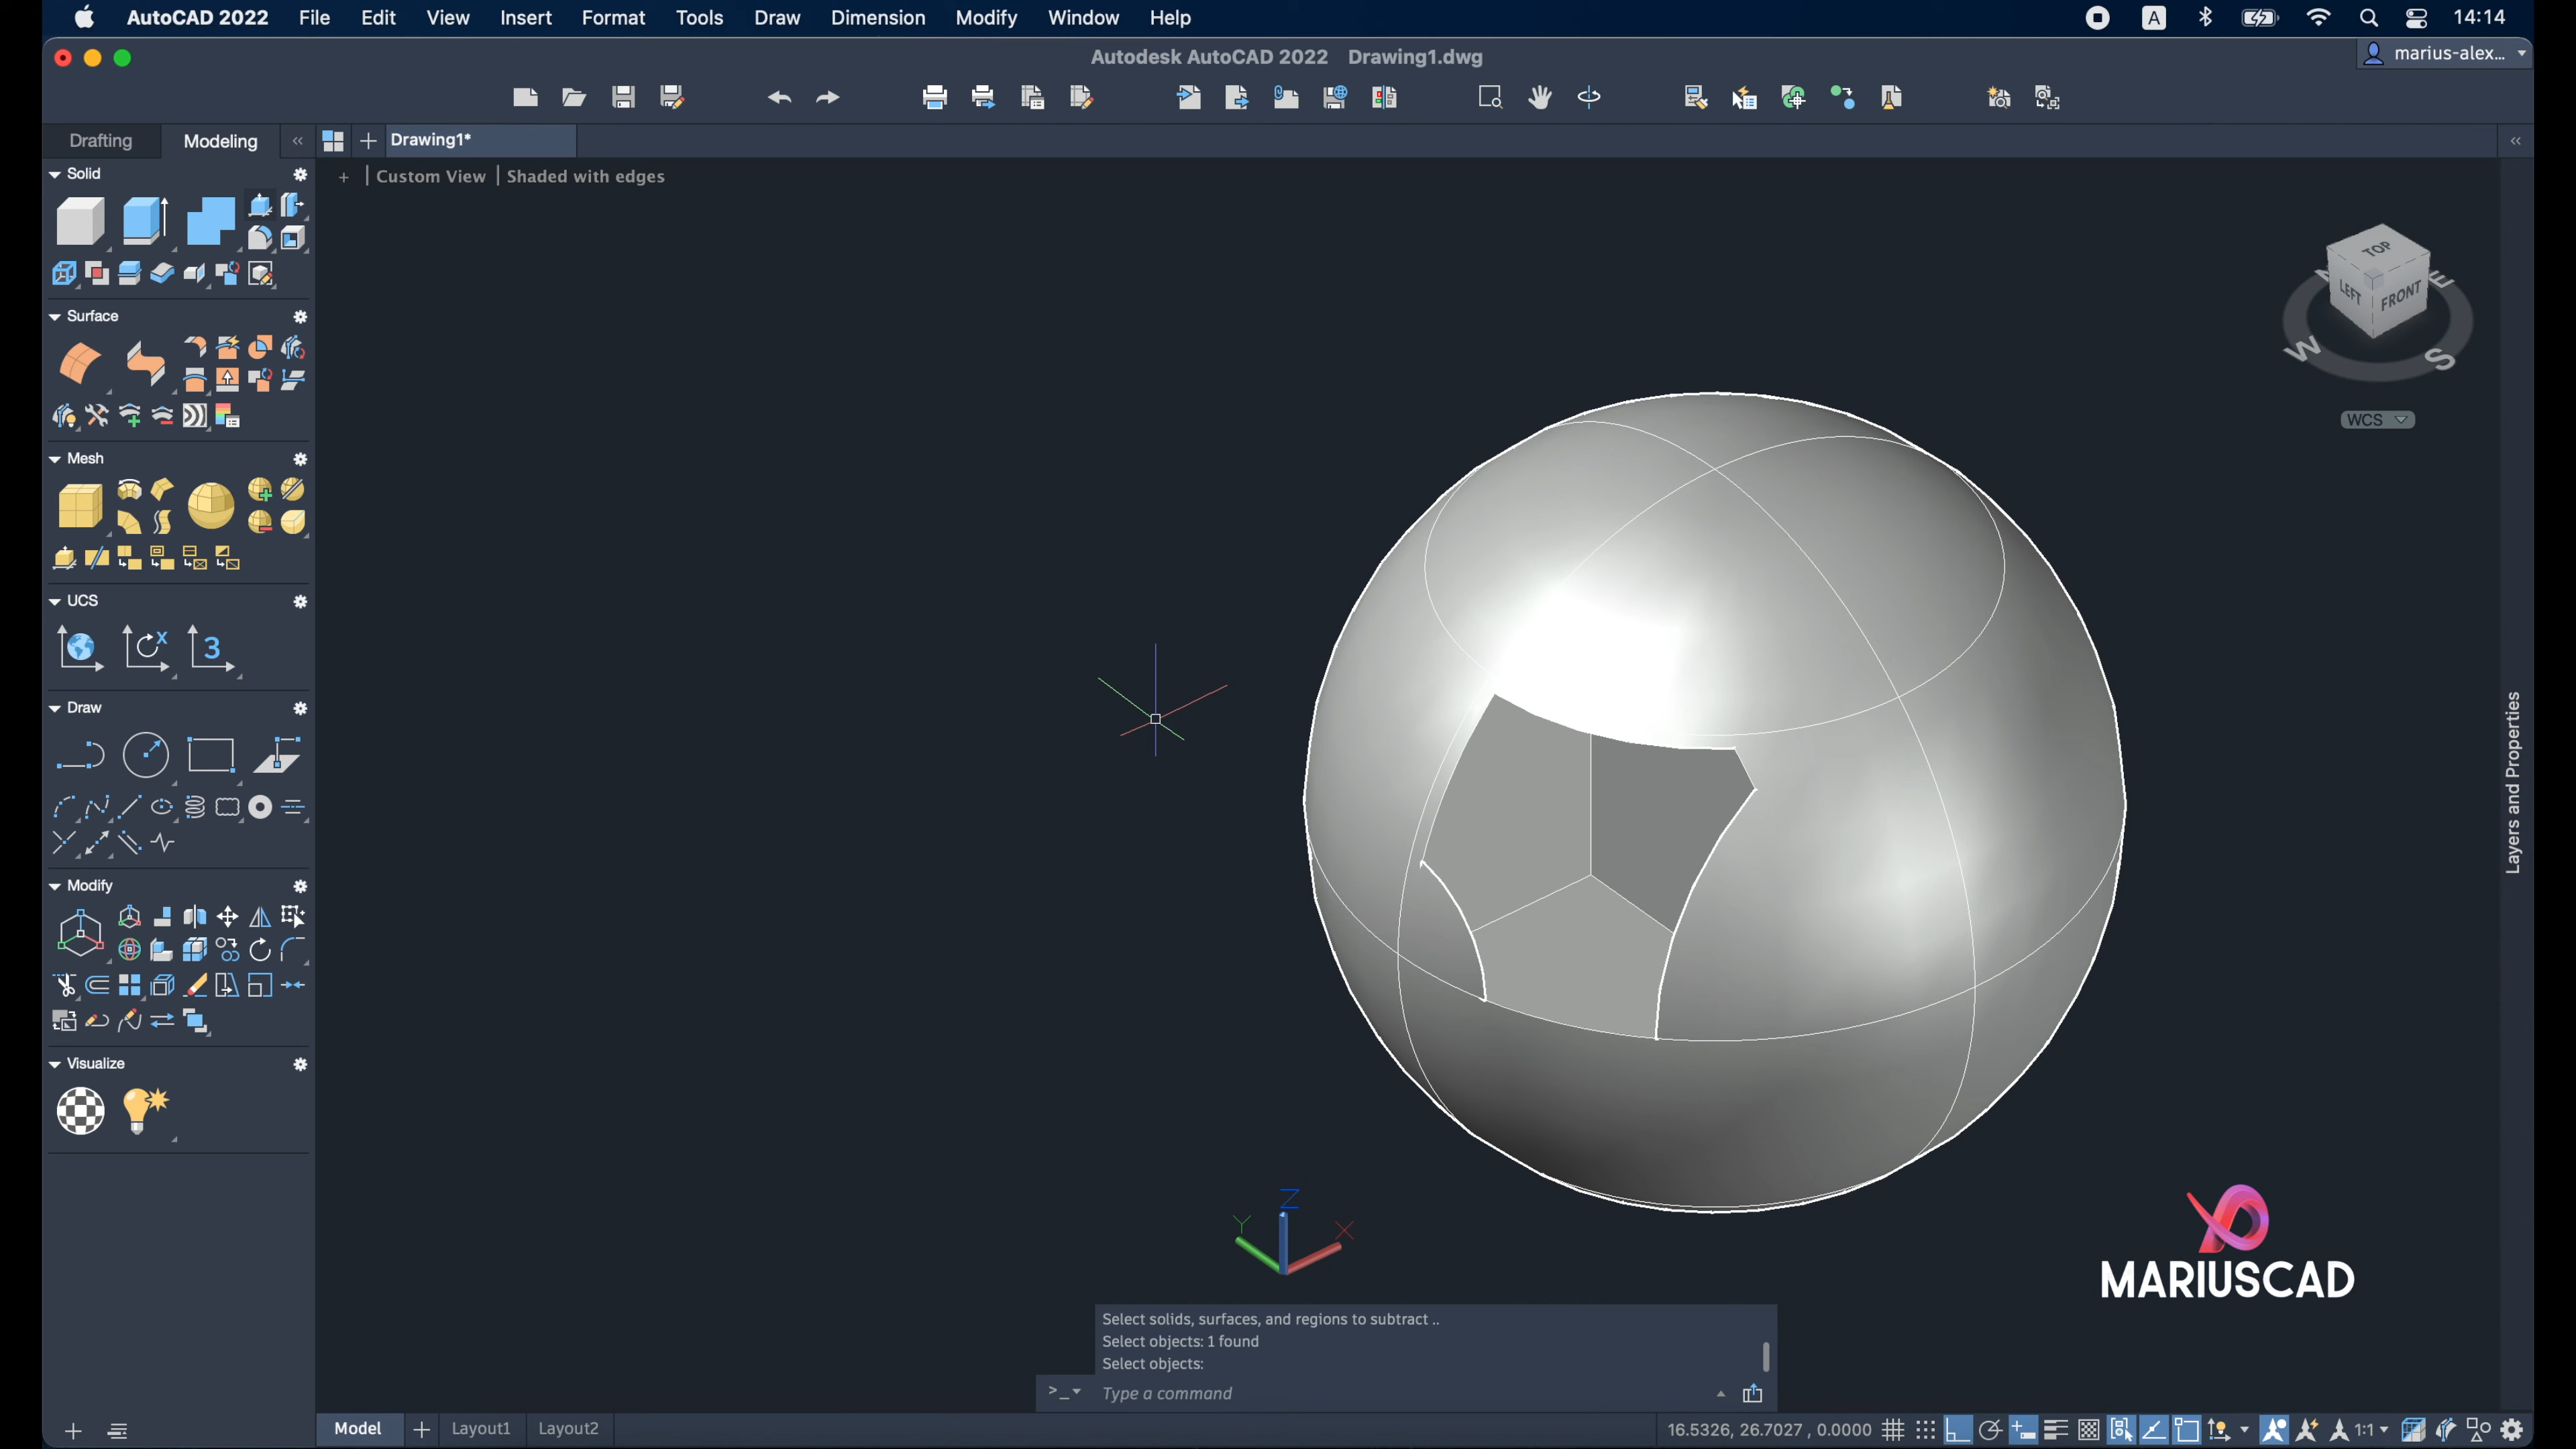 AutoCAD 2022 File Edit View Insert Format Tools Draw Dimension Modify Window Help A 14:14
Autodesk AutoCAD 2022 Drawing1.dwg
marius-alex...
Drafting Modeling Drawing1*
+ Custom View Shaded with edges
Solid
Surface
Mesh
UCS
X
3
Draw
Modify
Visualize
TOP
LEFT FRONT
E
W
S
WCS
Layers and Properties
Z
Y
X
MARIUSCAD
Select solids, surfaces, and regions to subtract ..
Select objects: 1 found
Select objects:
>_ Type a command
Model + Layout1 Layout2
16.5326, 26.7027 , 0.0000
1:1